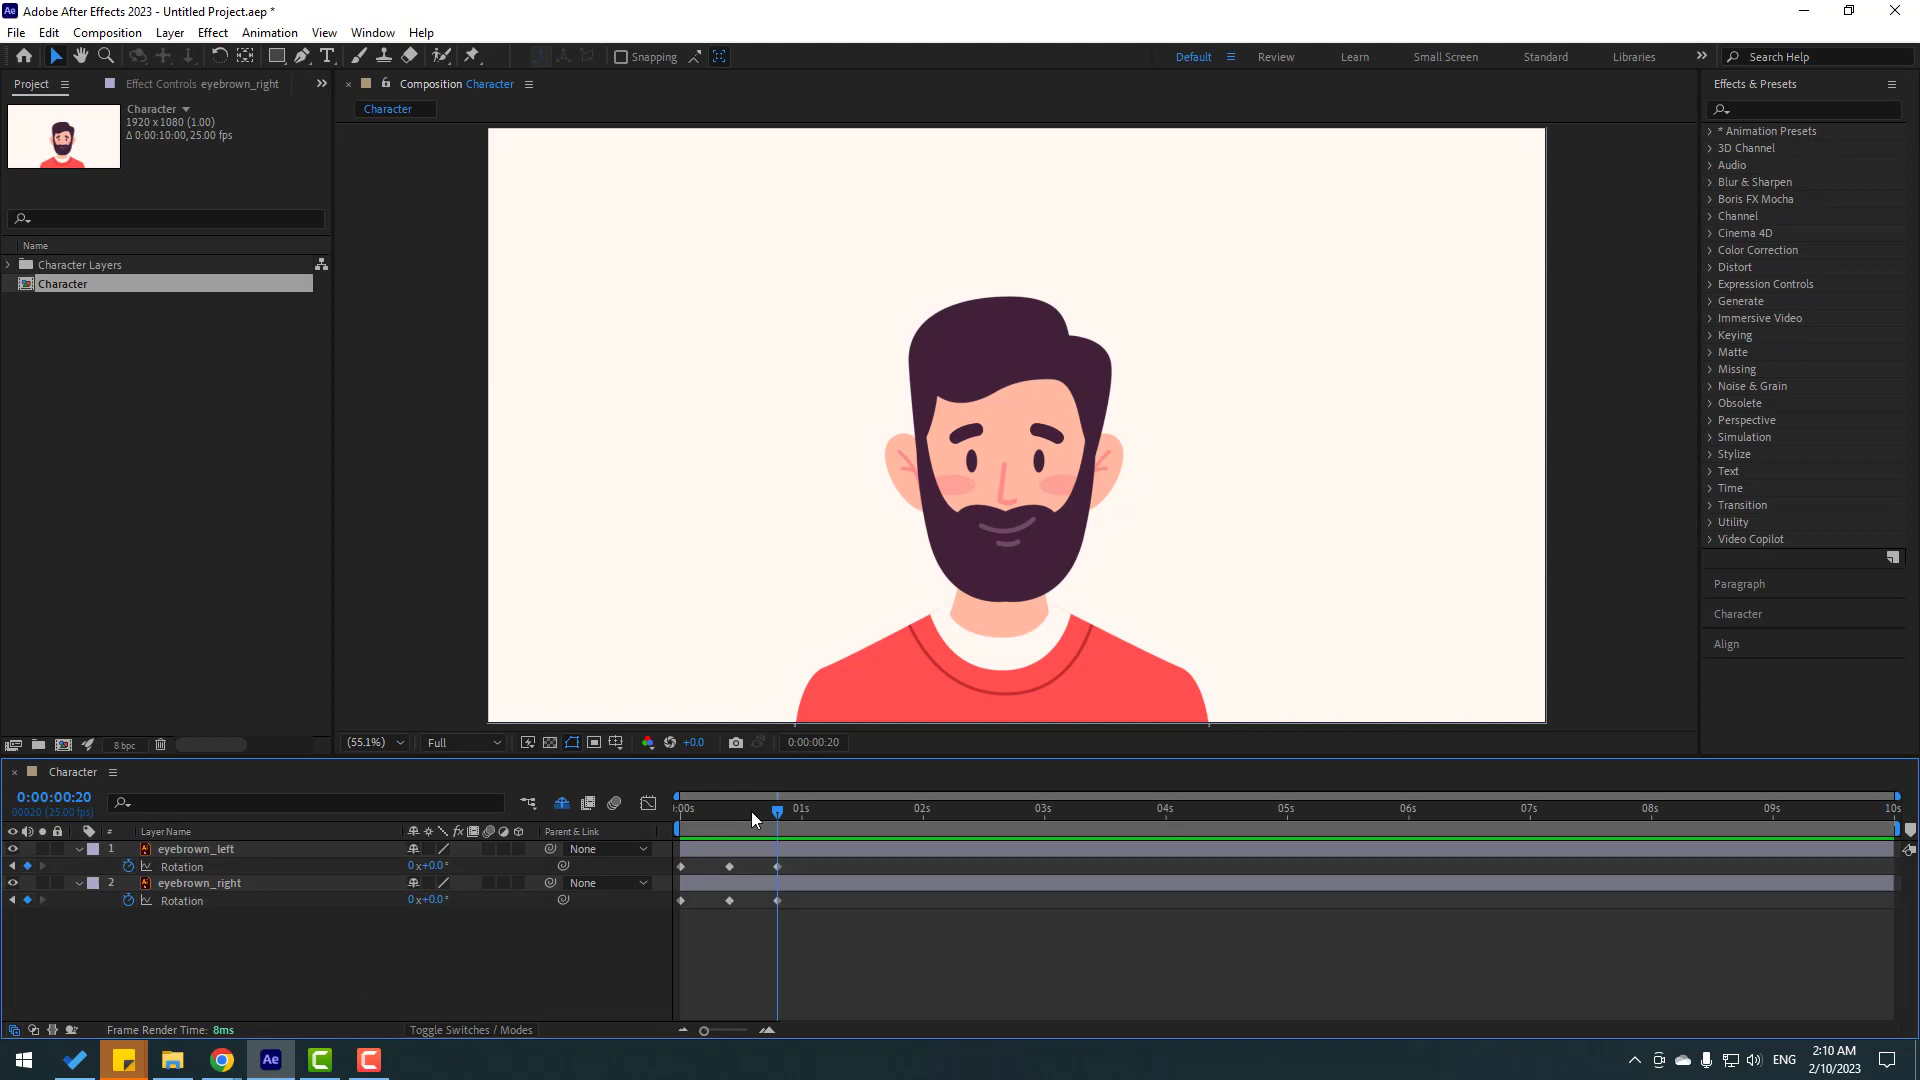 Adobe After Effects 2023 - Untitled Project.aep *
File Edit Composition Layer Effect Animation View Window Help
Snapping
Default Review Learn Small Screen Standard Libraries
Search Help
Project Effect Controls eyebrown_right
Composition Character
Effects & Presets
Character
1920 x 1080 (1.00)
Δ 0:00:10:00, 25.00 fps
Character
Name
Character Layers
Character
* Animation Presets
3D Channel
Audio
Blur & Sharpen
Boris FX Mocha
Channel
Cinema 4D
Color Correction
Distort
Expression Controls
Generate
Immersive Video
Keying
Matte
Missing
Noise & Grain
Obsolete
Perspective
Simulation
Stylize
Text
Time
Transition
Utility
Video Copilot
Paragraph
Character
Align
8 bpc
(55.1%) Full +0.0 0:00:00:20
Character
0:00:00:20
00020 (25.00 fps)
):00s 01s 02s 03s 04s 05s 06s 07s 08s 09s 10s
# Layer Name fx Parent & Link
1 eyebrown_left None
Rotation 0x+0.0°
2 eyebrown_right None
Rotation 0x+0.0°
Frame Render Time: 8ms Toggle Switches / Modes
Ae
ENG
2:10 AM
2/10/2023